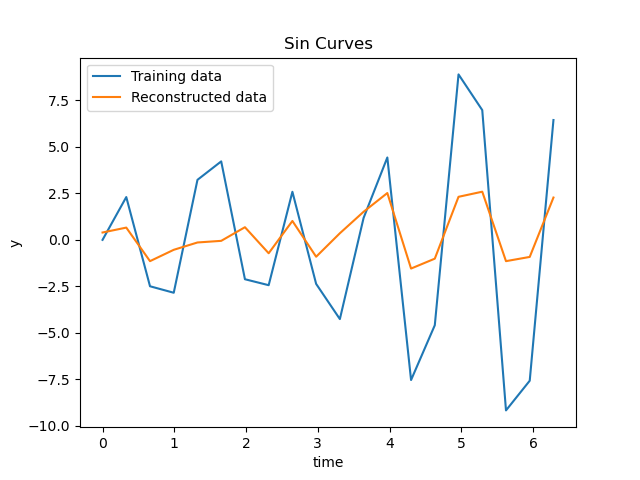 Sin Curves
Training data
Reconstructed data
7.5
5.0
2.5
0.0
−2.5
−5.0
−7.5
−10.0
y
0 1 2 3 4 5 6
time